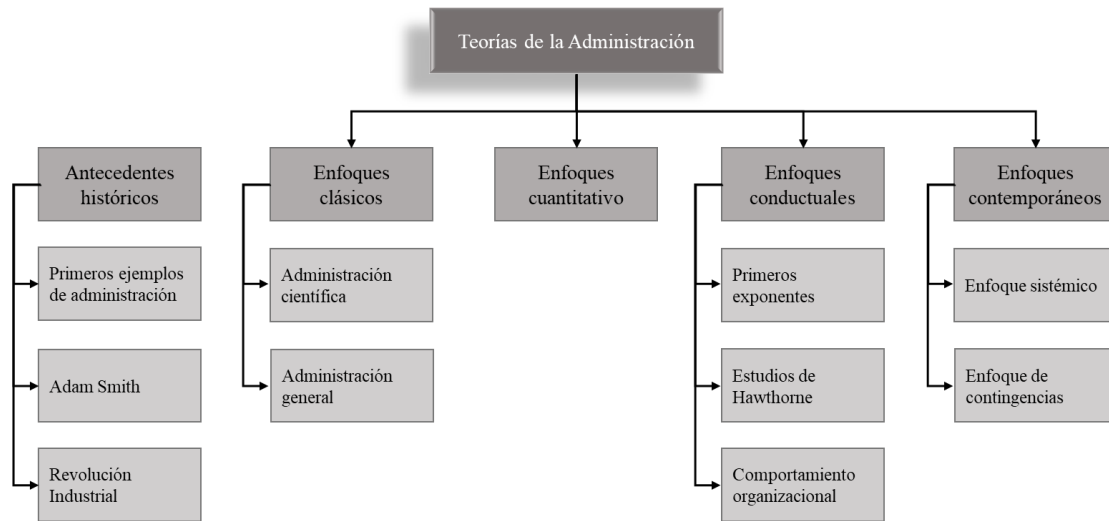 Teorías de la Administración
Antecedentes
históricos
Primeros ejemplos
de administración
Adam Smith
Revolución
Industrial
Enfoques
clásicos
Administración
científica
Administración
general
Enfoques
cuantitativo
Enfoques
conductuales
Primeros
exponentes
Estudios de
Hawthorne
Comportamiento
organizacional
Enfoques
contemporáneos
Enfoque sistémico
Enfoque de
contingencias